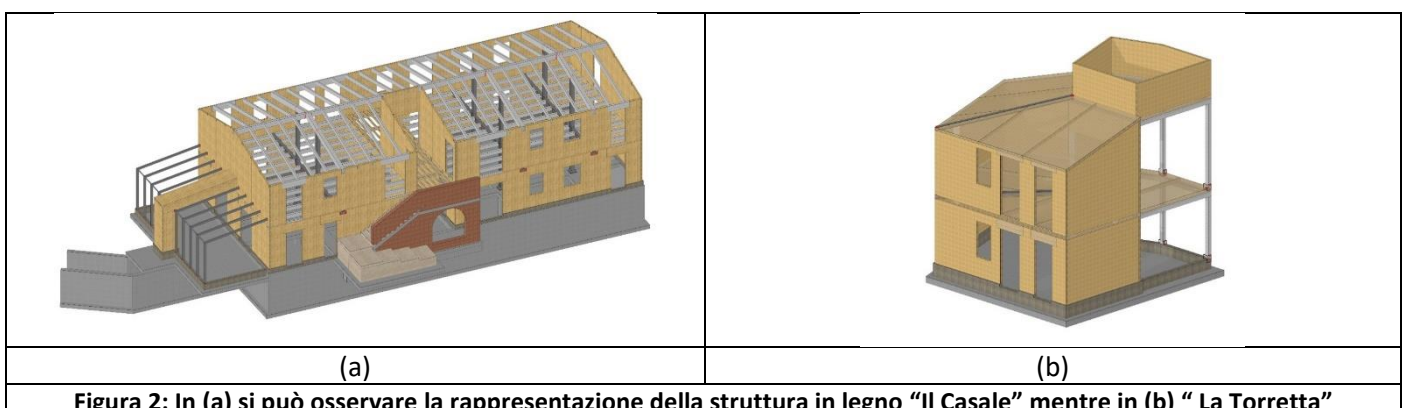 (a)
(b)
Figura 2: In (a) si può osservare la rappresentazione della struttura in legno “Il Casale” mentre in (b) “ La Torretta”